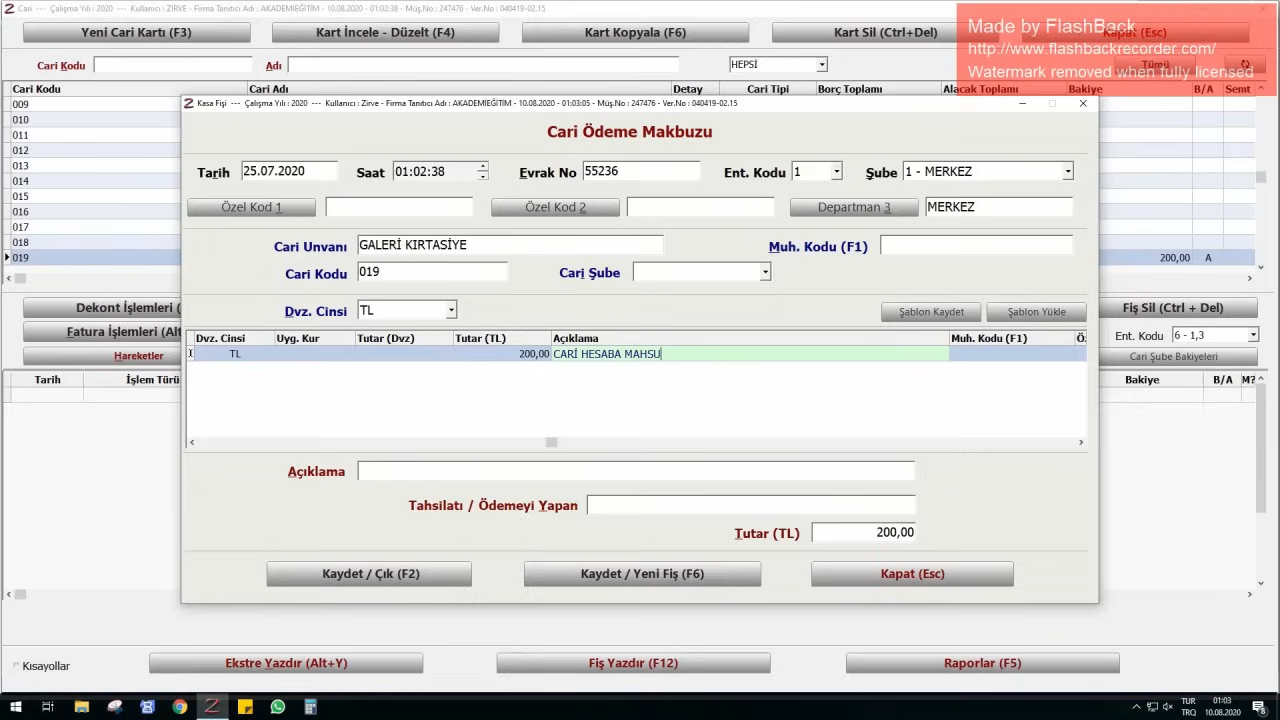 Cari --- Çalışma Yılı : 2020 - Kullanıcı : ZİRVE - Firma Tanıtıcı Adı : AKADEMİEĞİTİM - 10.08.2020 - 01:02:38 - Müş.No : 247476 - Ver.No : 040419-02.15
Made by FlashBack
http://www.flashbackrecorder.com/
Watermark removed when fully licensed
Yeni Cari Kartı (F3) Kart İncele - Düzelt (F4) Kart Kopyala (F6) Kart Sil (Ctrl+Del) Kapat (Esc)
Cari Kodu Adı HEPSİ Tümü
Cari Kodu Cari Adı Detay Cari Tipi Borç Toplamı Alacak Toplamı Bakiye B/A Semt
009
010
011
012
013
014
015
016
017
018
019 200,00 A
Kasa Fişi --- Çalışma Yılı : 2020 - Kullanıcı : Zirve - Firma Tanıtıcı Adı : AKADEMİEĞİTİM - 10.08.2020 - 01:03:05 - Müş.No : 247476 - Ver.No : 040419-02.15
Cari Ödeme Makbuzu
Tarih 25.07.2020 Saat 01:02:38 Evrak No 55236 Ent. Kodu 1 Şube 1 - MERKEZ
Özel Kod 1 Özel Kod 2 Departman 3 MERKEZ
Cari Unvanı GALERİ KIRTASİYE Muh. Kodu (F1)
Cari Kodu 019 Cari Şube
Dvz. Cinsi TL Şablon Kaydet Şablon Yükle
Dvz. Cinsi Uyg. Kur Tutar (Dvz) Tutar (TL) Açıklama Muh. Kodu (F1) Ö
TL 200,00 CARİ HESABA MAHSU
Açıklama
Tahsilatı / Ödemeyi Yapan
Tutar (TL) 200,00
Kaydet / Çık (F2) Kaydet / Yeni Fiş (F6) Kapat (Esc)
Dekont İşlemleri ( Fiş Sil (Ctrl + Del)
Fatura İşlemleri (Alt Ent. Kodu 6 - 1,3
Hareketler Cari Şube Bakiyeleri
Tarih İşlem Türü Bakiye B/A M?
Kısayollar Ekstre Yazdır (Alt+Y) Fiş Yazdır (F12) Raporlar (F5)
TUR 01:03
TRQ 10.08.2020 8